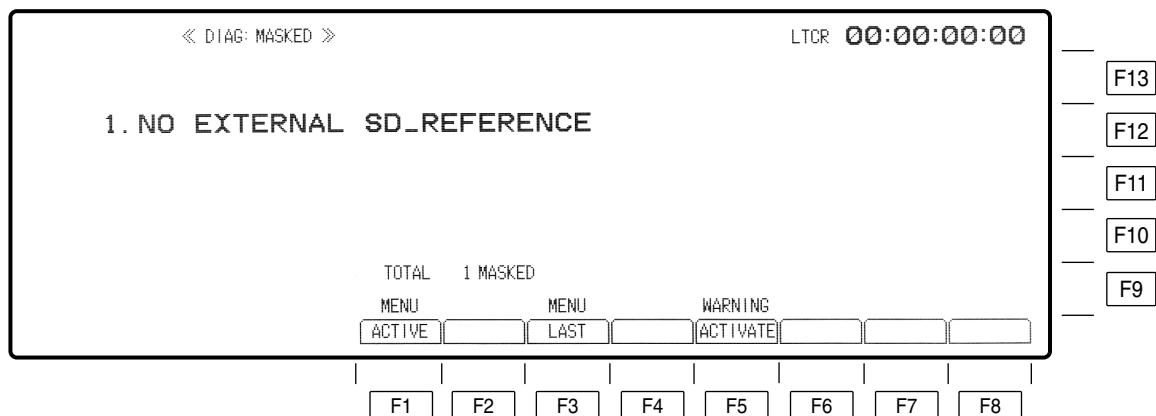 ≪ DIAG: MASKED ≫ LTCR 00:00:00:00
F13
1. NO EXTERNAL SD_REFERENCE
F12
F11
F10
TOTAL 1 MASKED
F9
MENU MENU WARNING
ACTIVE LAST ACTIVATE
F1 F2 F3 F4 F5 F6 F7 F8